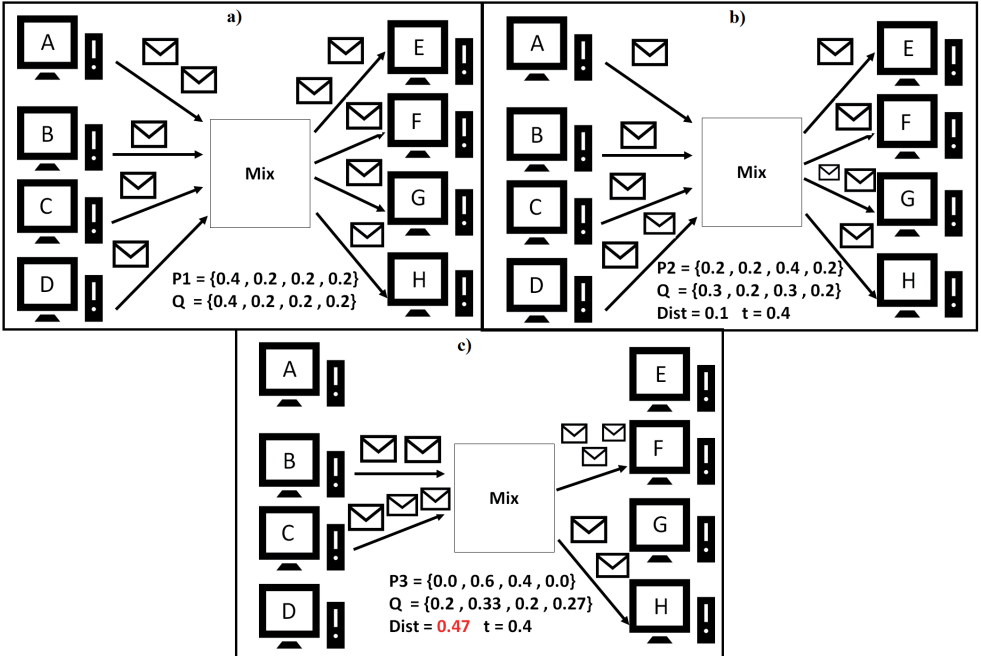 a)
A
B
C
D
Mix
E
F
G
H
P1 = {0.4 , 0.2 , 0.2 , 0.2}
Q = {0.4 , 0.2 , 0.2 , 0.2}
b)
A
B
C
D
Mix
E
F
G
H
P2 = {0.2 , 0.2 , 0.4 , 0.2}
Q = {0.3 , 0.2 , 0.3 , 0.2}
Dist = 0.1 t = 0.4
c)
A
B
C
D
Mix
E
F
G
H
P3 = {0.0 , 0.6 , 0.4 , 0.0}
Q = {0.2 , 0.33 , 0.2 , 0.27}
Dist = 0.47 t = 0.4